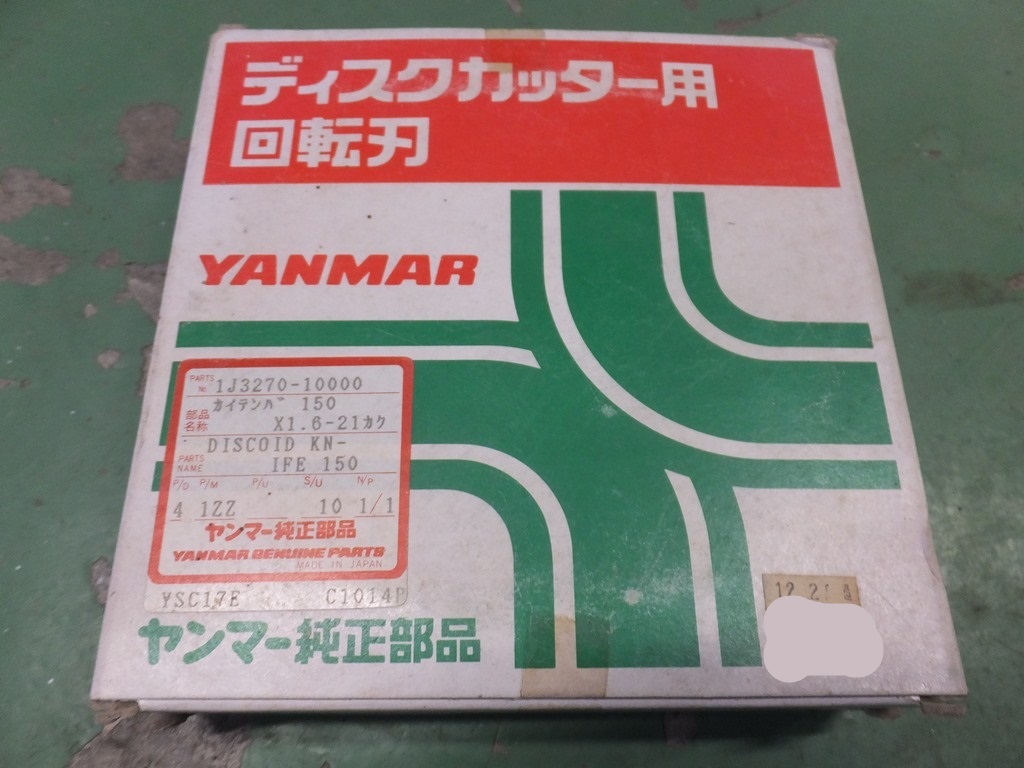 ディスクカッター用
回転刃
YANMAR
PARTS No 1J3270-10000
部品名称 カイテンバ 150
X1.6-21カク
PARTS NAME DISCOID KN-
IFE 150
P/D P/M P/U S/U N/P
4 1ZZ 10 1/1
ヤンマー純正部品
YANMAR GENUINE PARTS
MADE IN JAPAN
YSC17E C1014P
ヤンマー純正部品